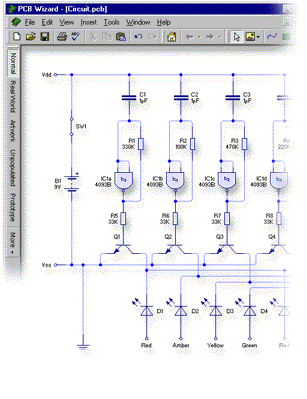 PCB Wizard - [Circuit.pcb]
File Edit View Insert Tools Window Help
Normal
Real World
Artwork
Unpopulated
Prototype
More
Vdd
C1
1µF
C2
1µF
C3
1µF
SW1
R1
330K
R2
100K
R3
470K
R4
220K
B1
9V
IC1a
4093B
IC1b
4093B
IC1c
4093B
IC1d
4093B
R5
33K
R6
33K
R7
33K
R8
33K
Q1
Q2
Q3
Q4
Vss
D1
D2
D3
D4
Red
Amber
Yellow
Green
Red